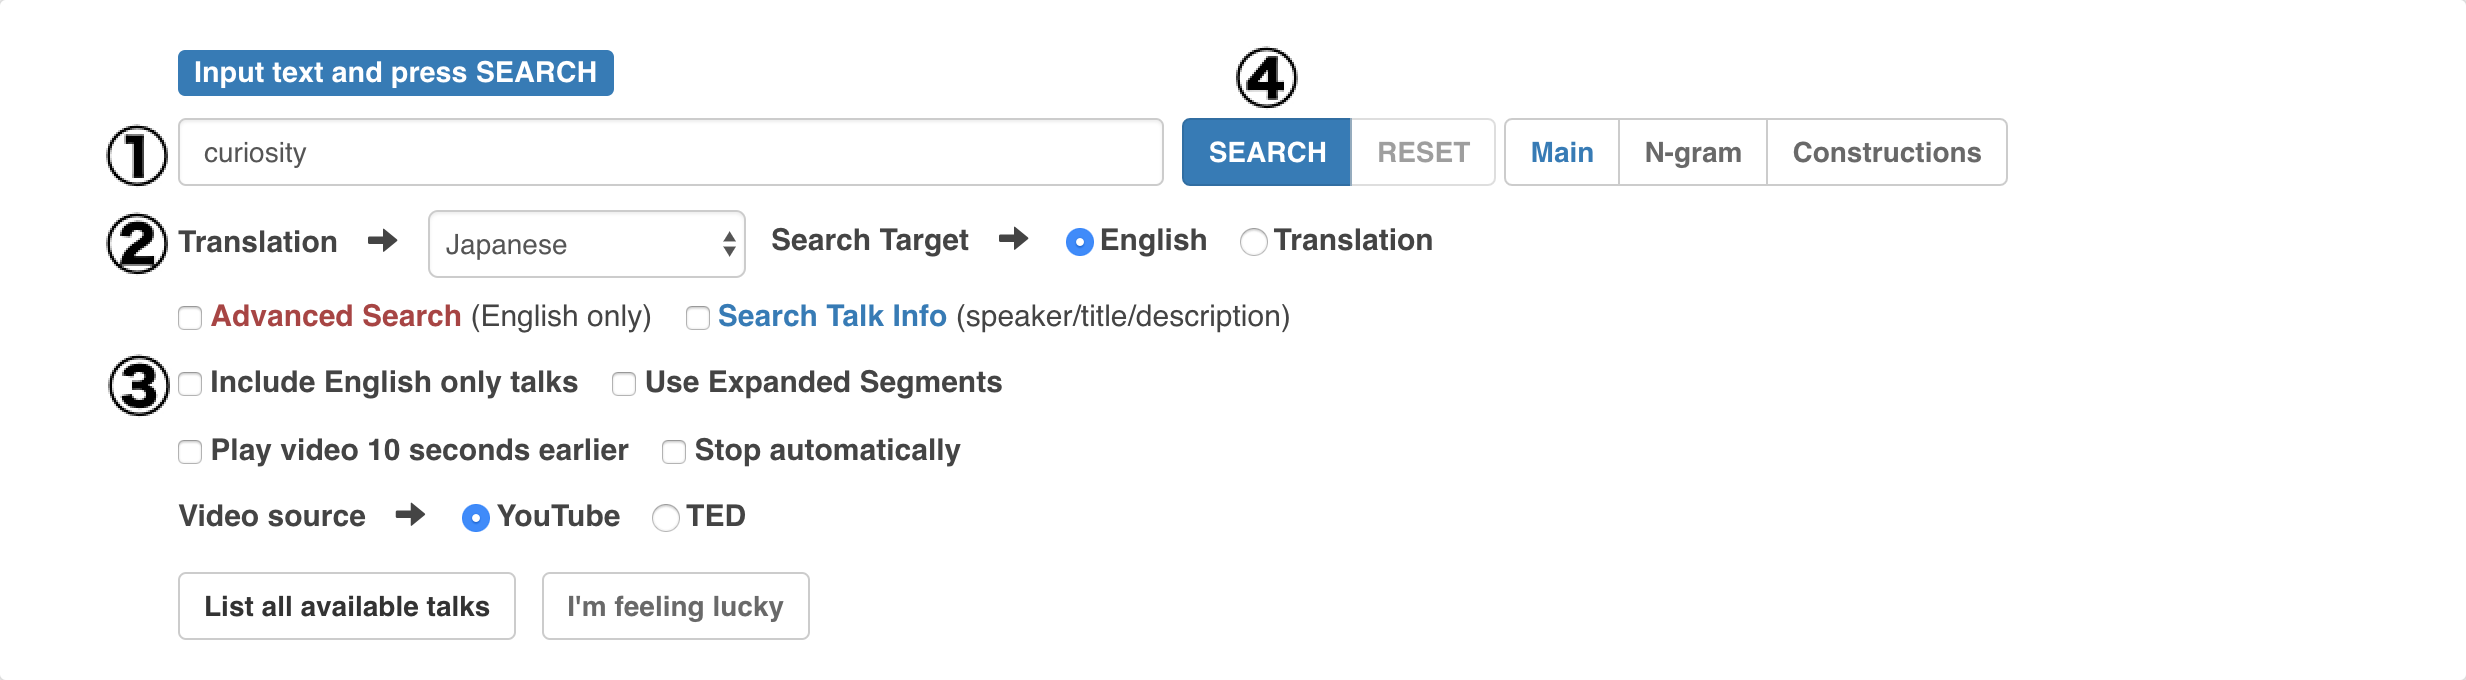 Input text and press SEARCH
④
① curiosity SEARCH RESET Main N-gram Constructions
② Translation ➔ Japanese Search Target ➔ English Translation
Advanced Search (English only) Search Talk Info (speaker/title/description)
③ Include English only talks Use Expanded Segments
Play video 10 seconds earlier Stop automatically
Video source ➔ YouTube TED
List all available talks I'm feeling lucky